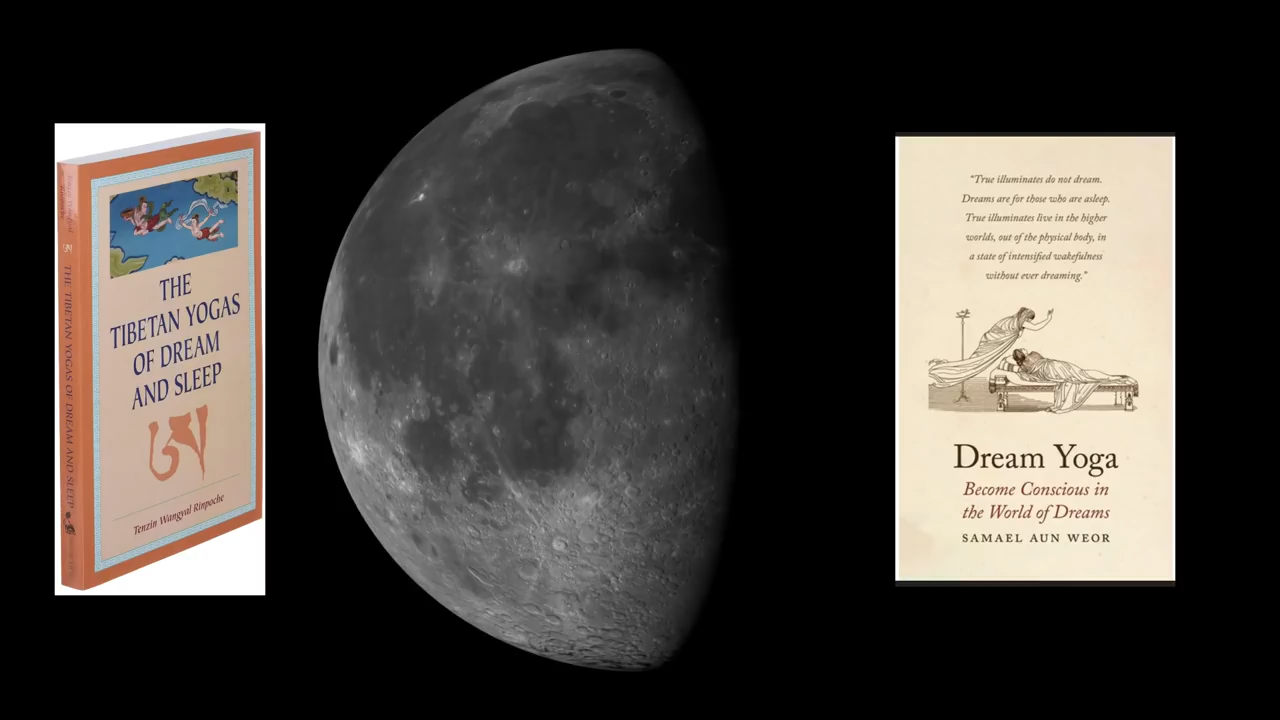 THE
TIBETAN YOGAS
OF DREAM
AND SLEEP
ཨ
Tenzin Wangyal Rinpoche
THE TIBETAN YOGAS OF DREAM AND SLEEP
"True illuminates do not dream.
Dreams are for those who are asleep.
True illuminates live in the higher
worlds, out of the physical body, in
a state of intensified wakefulness
without ever dreaming."
Dream Yoga
Become Conscious in
the World of Dreams
SAMAEL AUN WEOR